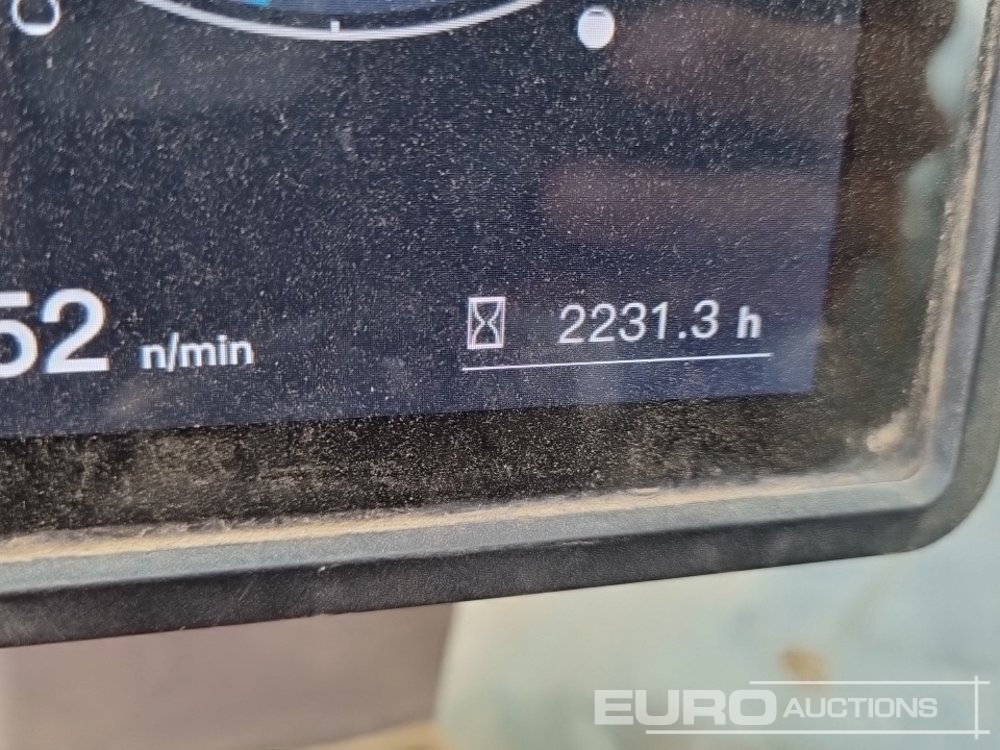 52 n/min
2231.3 h
EURO AUCTIONS